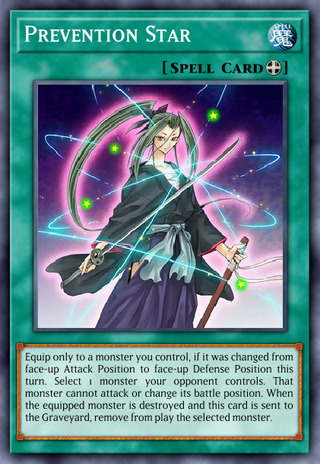 Prevention Star
魔
[Spell Card]
Equip only to a monster you control, if it was changed from
face-up Attack Position to face-up Defense Position this
turn. Select 1 monster your opponent controls. That
monster cannot attack or change its battle position. When
the equipped monster is destroyed and this card is sent to
the Graveyard, remove from play the selected monster.